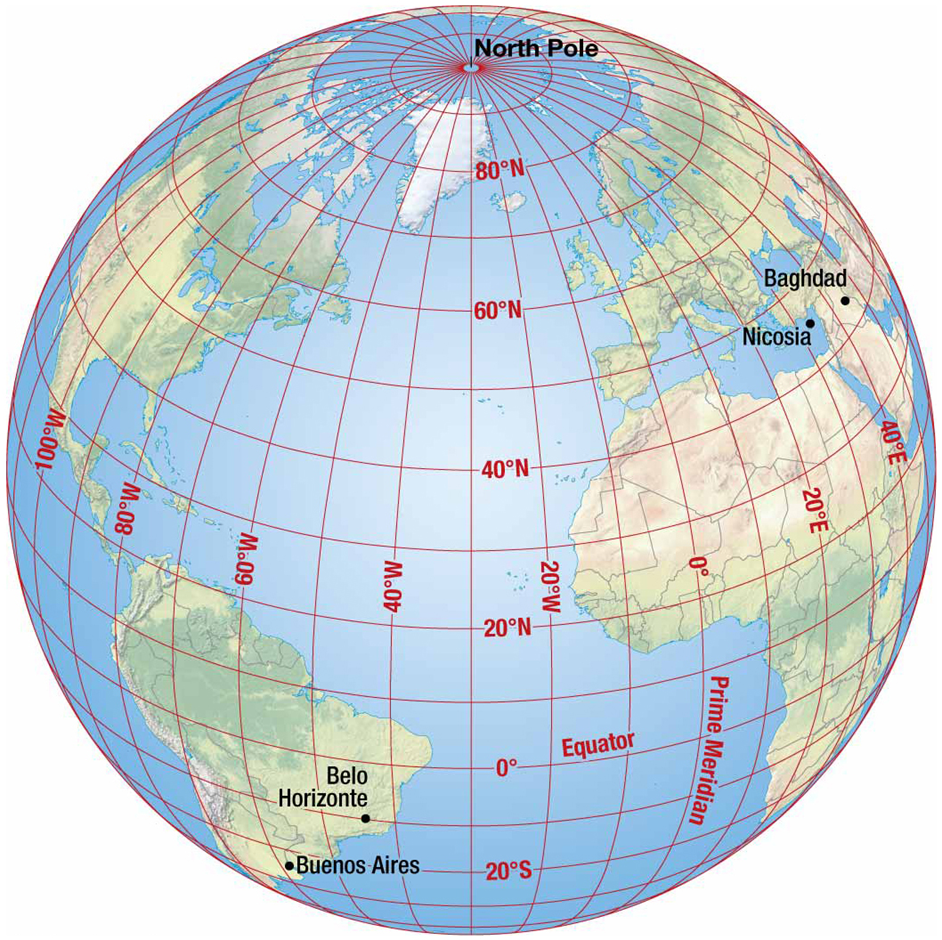 North Pole
80°N
Baghdad
60°N
Nicosia
100°W
40°N
40°E
80°W
20°E
60°W
40°W
20°W
0°
20°N
Prime Meridian
Equator
0°
Belo
Horizonte
Buenos Aires
20°S